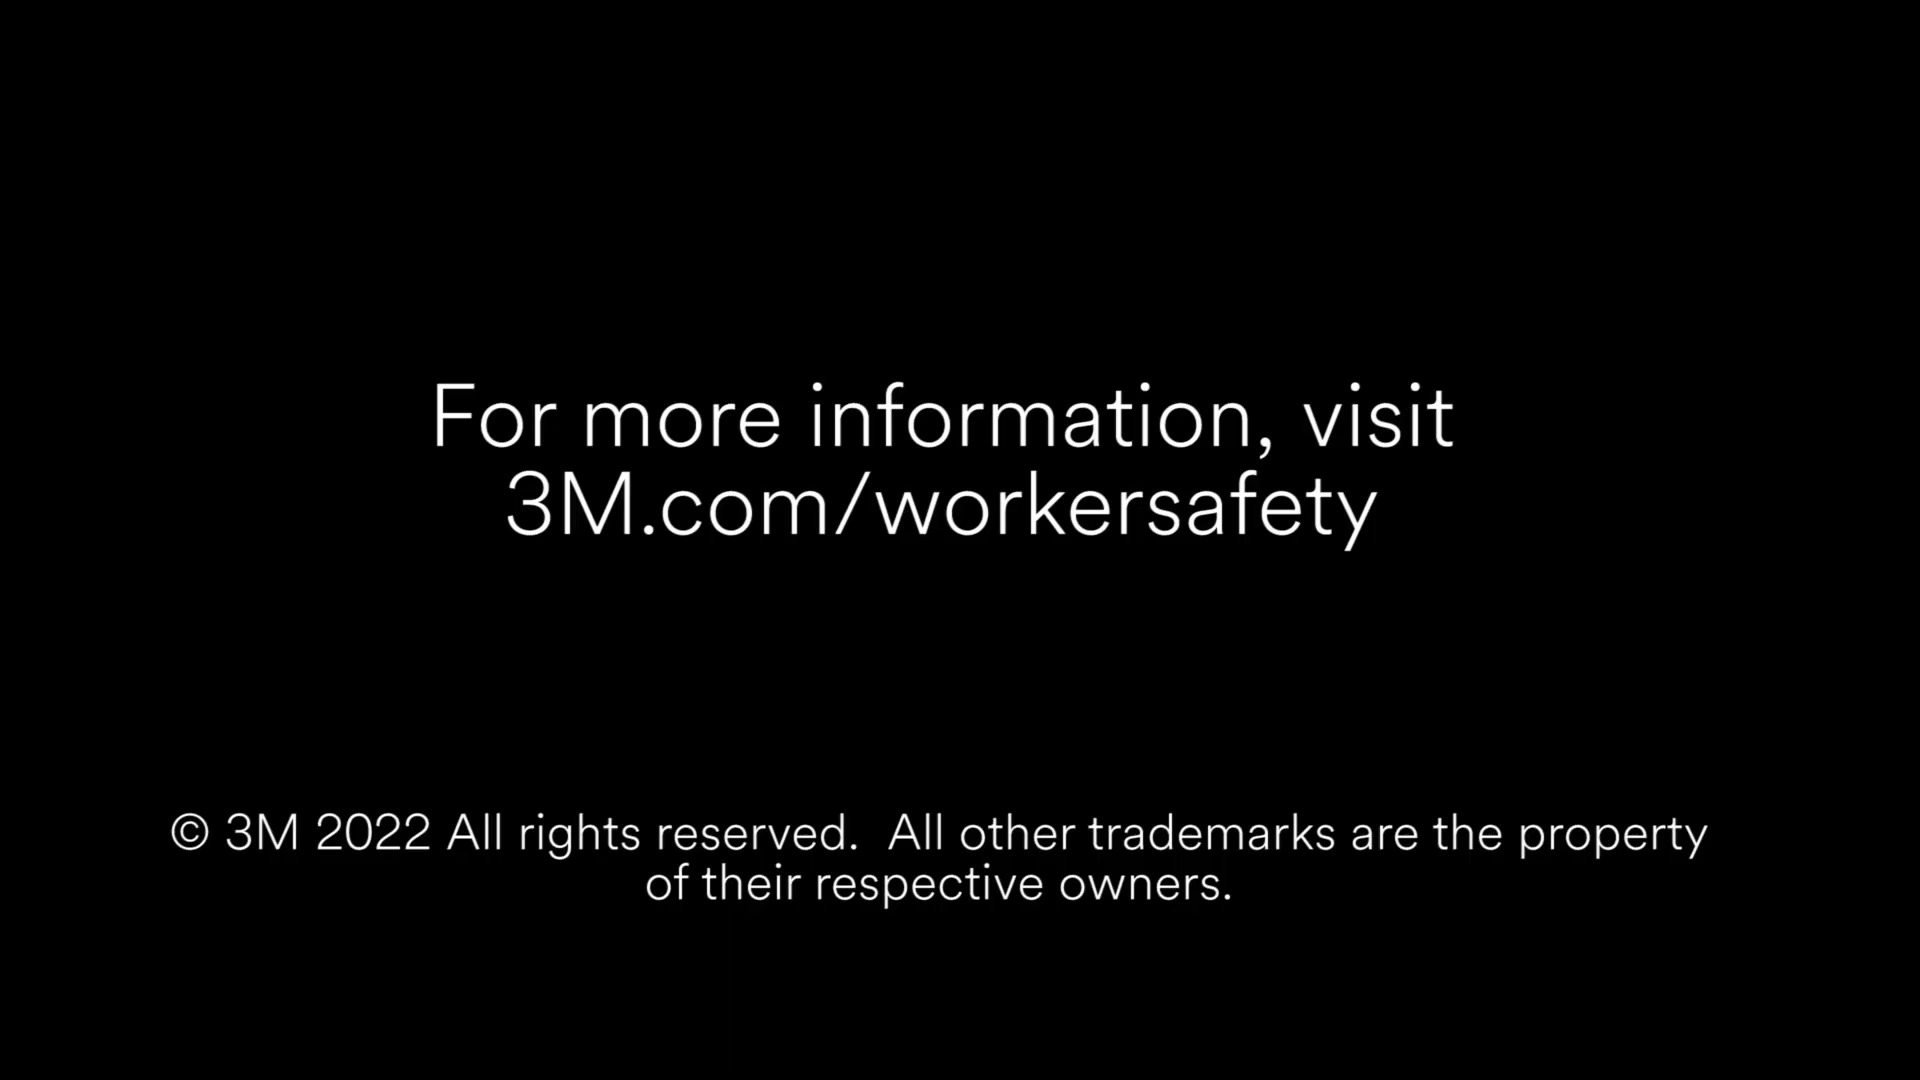 For more information, visit
3M.com/workersafety
© 3M 2022 All rights reserved.  All other trademarks are the property
of their respective owners.